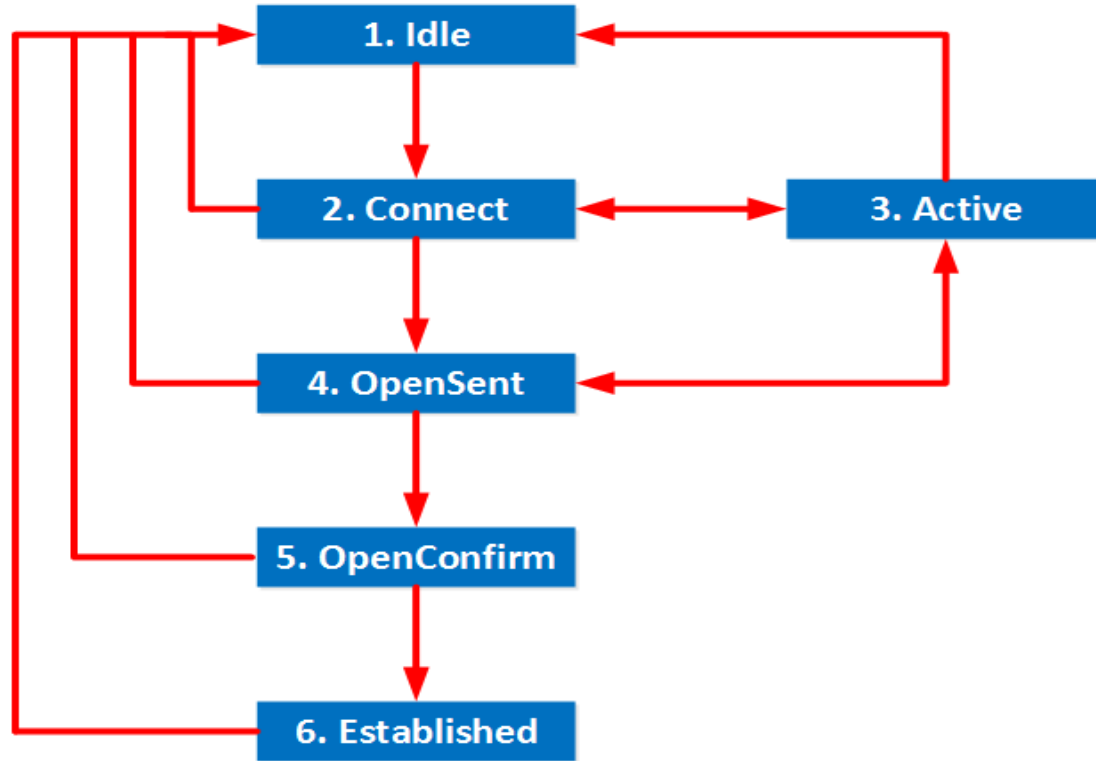 1. Idle
2. Connect
3. Active
4. OpenSent
5. OpenConfirm
6. Established